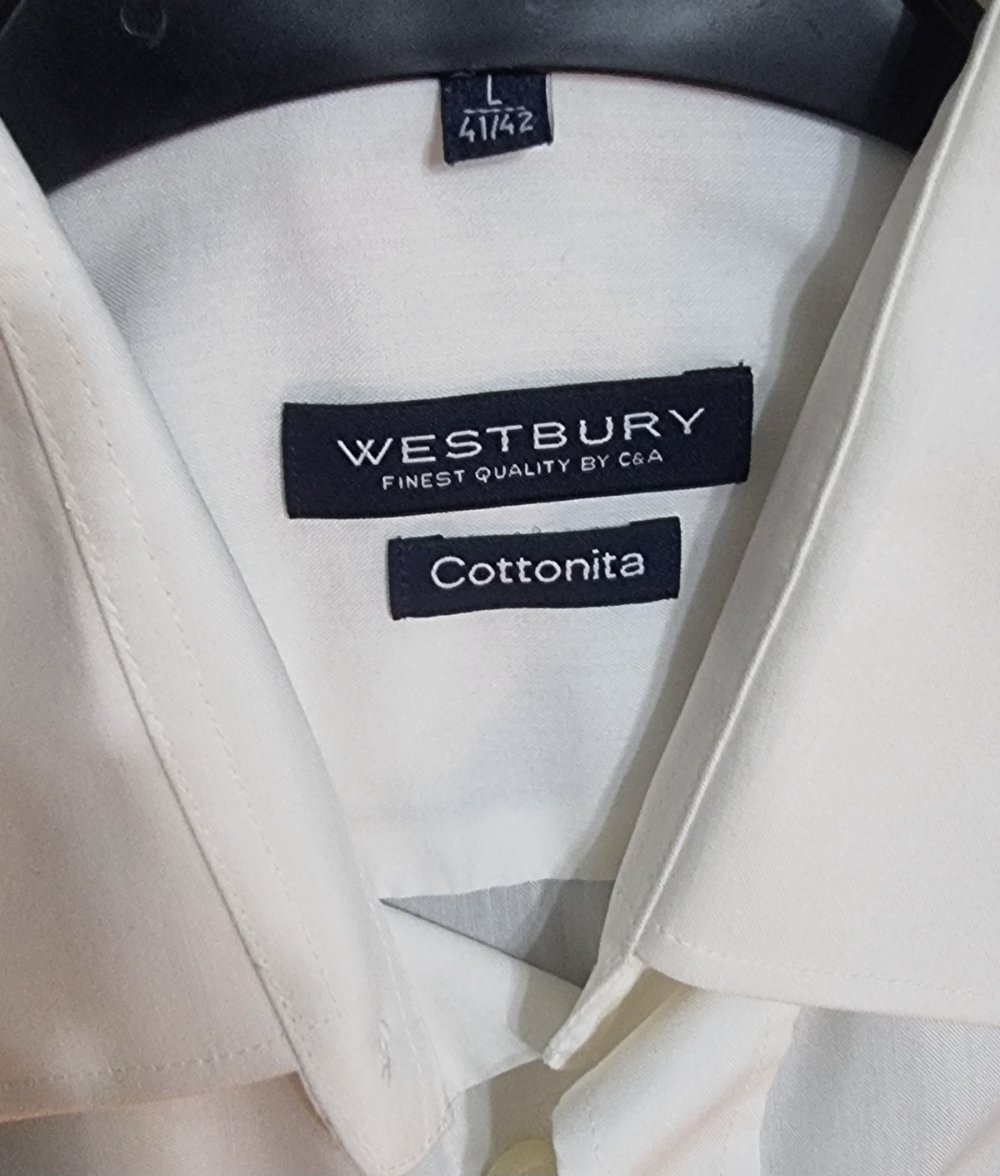 L
41/42
WESTBURY
FINEST QUALITY BY C&A
Cottonita